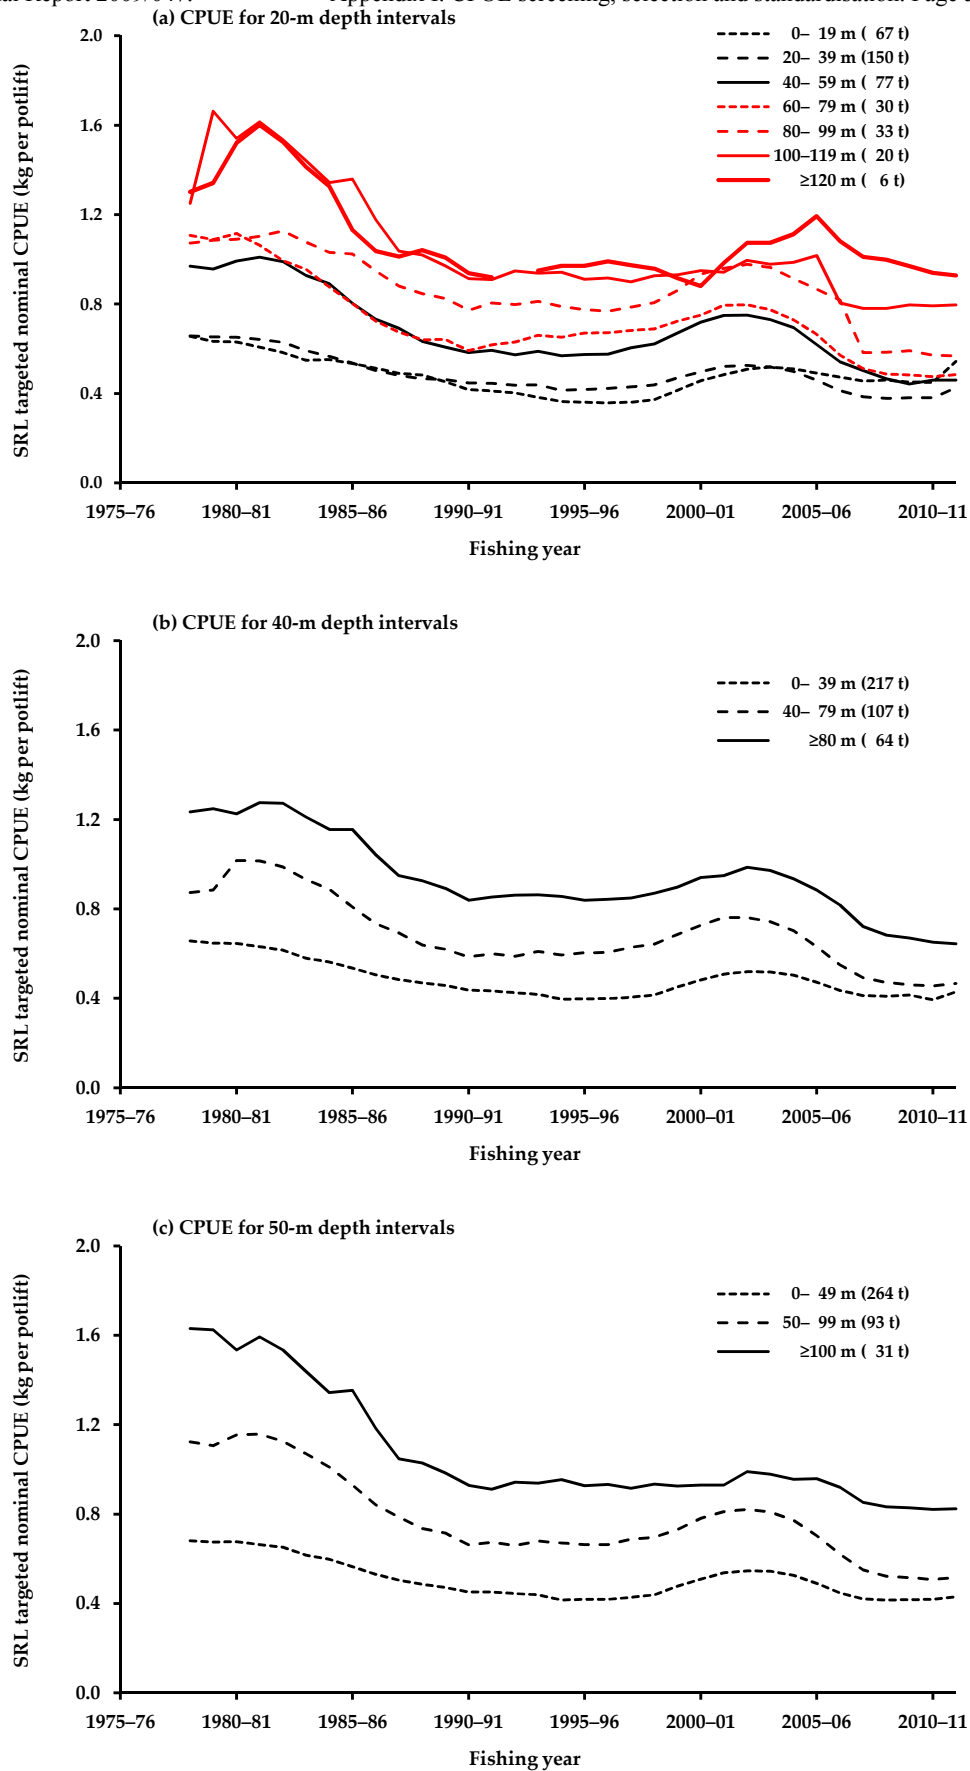 Appendix 1. CPUE screening, selection and standardisation. Page
(a) CPUE for 20-m depth intervals
SRL targeted nominal CPUE (kg per potlift)
2.0
1.6
1.2
0.8
0.4
0.0
0– 19 m ( 67 t)
20– 39 m (150 t)
40– 59 m ( 77 t)
60– 79 m ( 30 t)
80– 99 m ( 33 t)
100–119 m ( 20 t)
≥120 m ( 6 t)
1975–76 1980–81 1985–86 1990–91 1995–96 2000–01 2005–06 2010–11
Fishing year
(b) CPUE for 40-m depth intervals
SRL targeted nominal CPUE (kg per potlift)
2.0
1.6
1.2
0.8
0.4
0.0
0– 39 m (217 t)
40– 79 m (107 t)
≥80 m ( 64 t)
1975–76 1980–81 1985–86 1990–91 1995–96 2000–01 2005–06 2010–11
Fishing year
(c) CPUE for 50-m depth intervals
SRL targeted nominal CPUE (kg per potlift)
2.0
1.6
1.2
0.8
0.4
0.0
0– 49 m (264 t)
50– 99 m (93 t)
≥100 m ( 31 t)
1975–76 1980–81 1985–86 1990–91 1995–96 2000–01 2005–06 2010–11
Fishing year